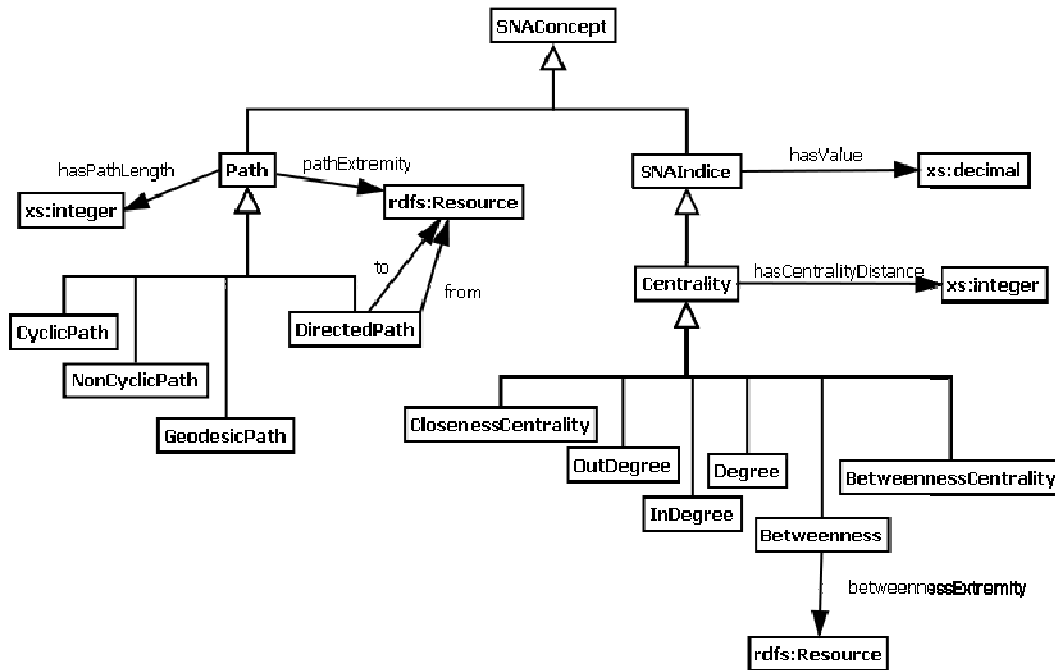 SNAConcept
hasPathLength
Path
pathExtremity
SNAIndice
hasValue
xs:decimal
xs:integer
rdfs:Resource
to
from
Centrality
hasCentralityDistance
xs:integer
CyclicPath
DirectedPath
NonCyclicPath
GeodesicPath
ClosenessCentrality
OutDegree
Degree
BetweennessCentrality
InDegree
Betweenness
betweennessExtremity
rdfs:Resource